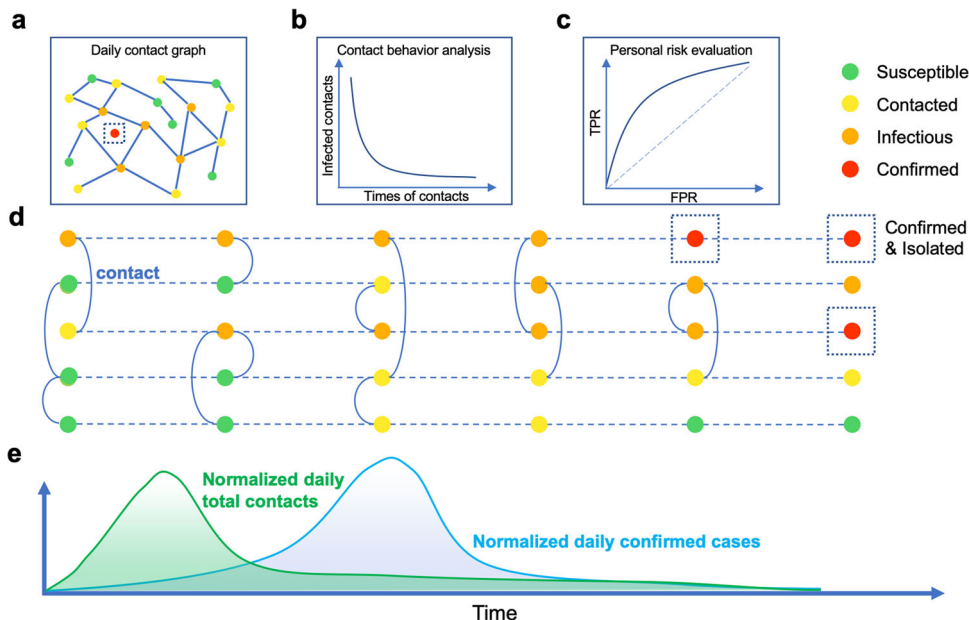 a
Daily contact graph
b
Contact behavior analysis
Infected contacts
Times of contacts
c
Personal risk evaluation
TPR
FPR
Susceptible
Contacted
Infectious
Confirmed
d
contact
Confirmed
& Isolated
e
Normalized daily
total contacts
Normalized daily confirmed cases
Time